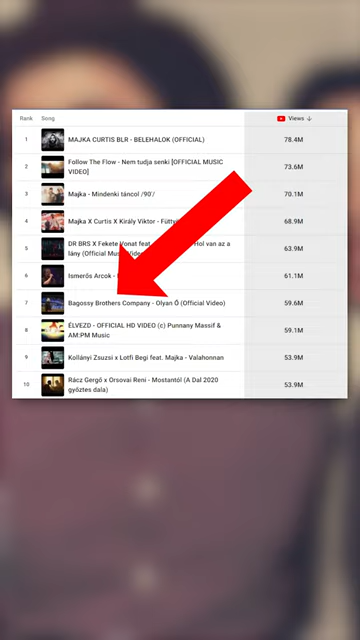 Rank Song Views ↓
1 MAJKA CURTIS BLR - BELEHALOK (OFFICIAL) 78.4M
2 Follow The Flow - Nem tudja senki [OFFICIAL MUSIC
VIDEO] 73.6M
3 Majka - Mindenki táncol /90'/ 70.1M
4 Majka X Curtis X Király Viktor - 68.9M
5 DR BRS X Fekete Vonat feat. Hol van az a
lány (Official 63.9M
6 Ismerős Arcok - 61.1M
7 Bagossy Brothers Company - Olyan Ő (Official Video) 59.6M
8 ÉLVEZD - OFFICIAL HD VIDEO (c) Punnany Massif &
AM:PM Music 59.1M
9 Kollányi Zsuzsi x Lotfi Begi feat. Majka - Valahonnan 53.9M
10 Rácz Gergő x Orsovai Reni - Mostantól (A Dal 2020
győztes dala) 53.9M